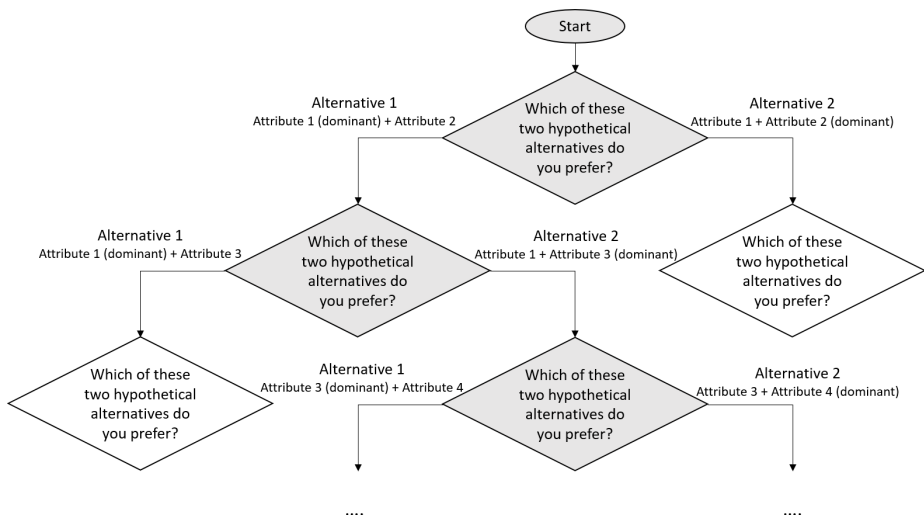 Start
Which of these
two hypothetical
alternatives do
you prefer?
Alternative 1
Attribute 1 (dominant) + Attribute 2
Alternative 2
Attribute 1 + Attribute 2 (dominant)
Alternative 1
Attribute 1 (dominant) + Attribute 3
Which of these
two hypothetical
alternatives do
you prefer?
Alternative 2
Attribute 1 + Attribute 3 (dominant)
Which of these
two hypothetical
alternatives do
you prefer?
Which of these
two hypothetical
alternatives do
you prefer?
Alternative 1
Attribute 3 (dominant) + Attribute 4
Which of these
two hypothetical
alternatives do
you prefer?
Alternative 2
Attribute 3 + Attribute 4 (dominant)
....
....